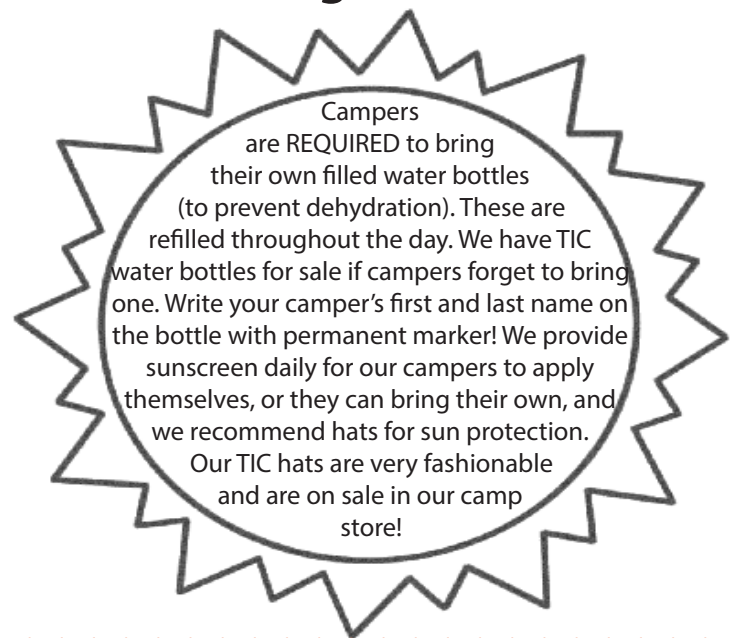 Campers
are REQUIRED to bring
their own filled water bottles
(to prevent dehydration). These are
refilled throughout the day. We have TIC
water bottles for sale if campers forget to bring
one. Write your camper’s first and last name on
the bottle with permanent marker! We provide
sunscreen daily for our campers to apply
themselves, or they can bring their own, and
we recommend hats for sun protection.
Our TIC hats are very fashionable
and are on sale in our camp
store!